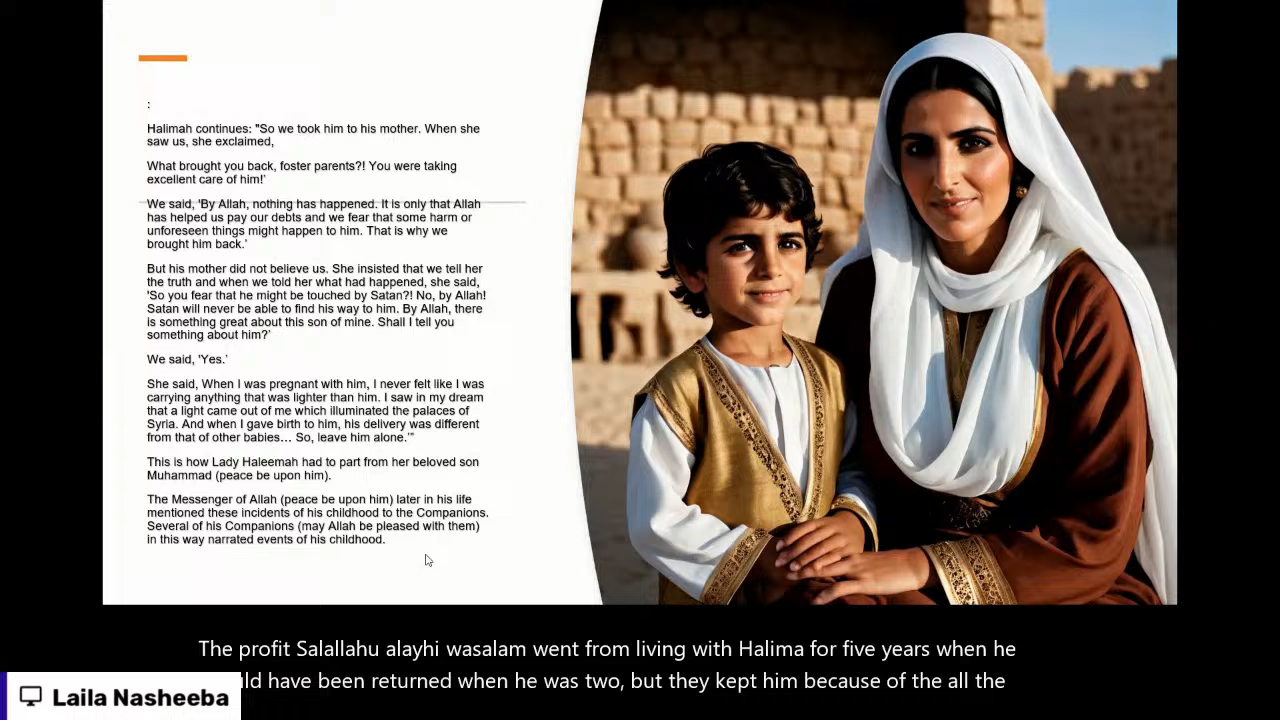 :
Halimah continues: "So we took him to his mother. When she
saw us, she exclaimed,
What brought you back, foster parents?! You were taking
excellent care of him!'
We said, 'By Allah, nothing has happened. It is only that Allah
has helped us pay our debts and we fear that some harm or
unforeseen things might happen to him. That is why we
brought him back.'
But his mother did not believe us. She insisted that we tell her
the truth and when we told her what had happened, she said,
'So you fear that he might be touched by Satan?! No, by Allah!
Satan will never be able to find his way to him. By Allah, there
is something great about this son of mine. Shall I tell you
something about him?'
We said, 'Yes.'
She said, When I was pregnant with him, I never felt like I was
carrying anything that was lighter than him. I saw in my dream
that a light came out of me which illuminated the palaces of
Syria. And when I gave birth to him, his delivery was different
from that of other babies… So, leave him alone.'"
This is how Lady Haleemah had to part from her beloved son
Muhammad (peace be upon him).
The Messenger of Allah (peace be upon him) later in his life
mentioned these incidents of his childhood to the Companions.
Several of his Companions (may Allah be pleased with them)
in this way narrated events of his childhood.
The profit Salallahu alayhi wasalam went from living with Halima for five years when he
have been returned when he was two, but they kept him because of the all the
Laila Nasheeba